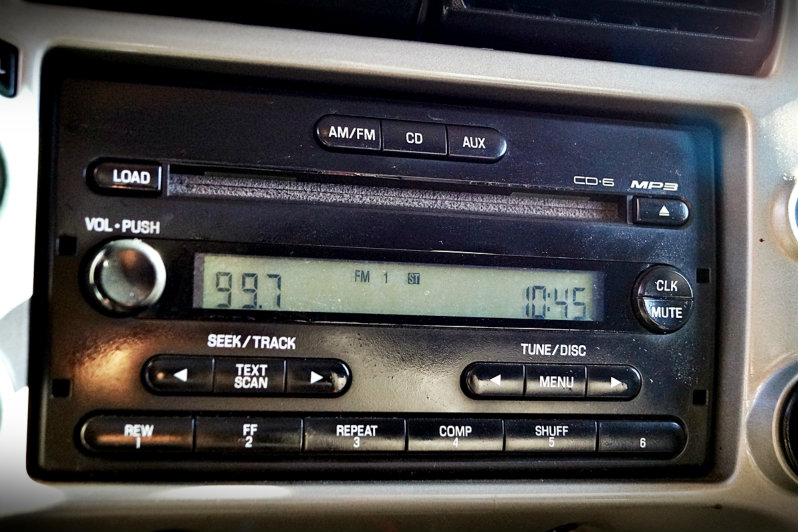 AM/FM CD AUX
LOAD
CD·6 MP3
VOL·PUSH
99.7 FM 1 ST 10:45
CLK
MUTE
SEEK/TRACK
TEXT
SCAN
TUNE/DISC
MENU
REW
1
FF
2
REPEAT
3
COMP
4
SHUFF
5
6